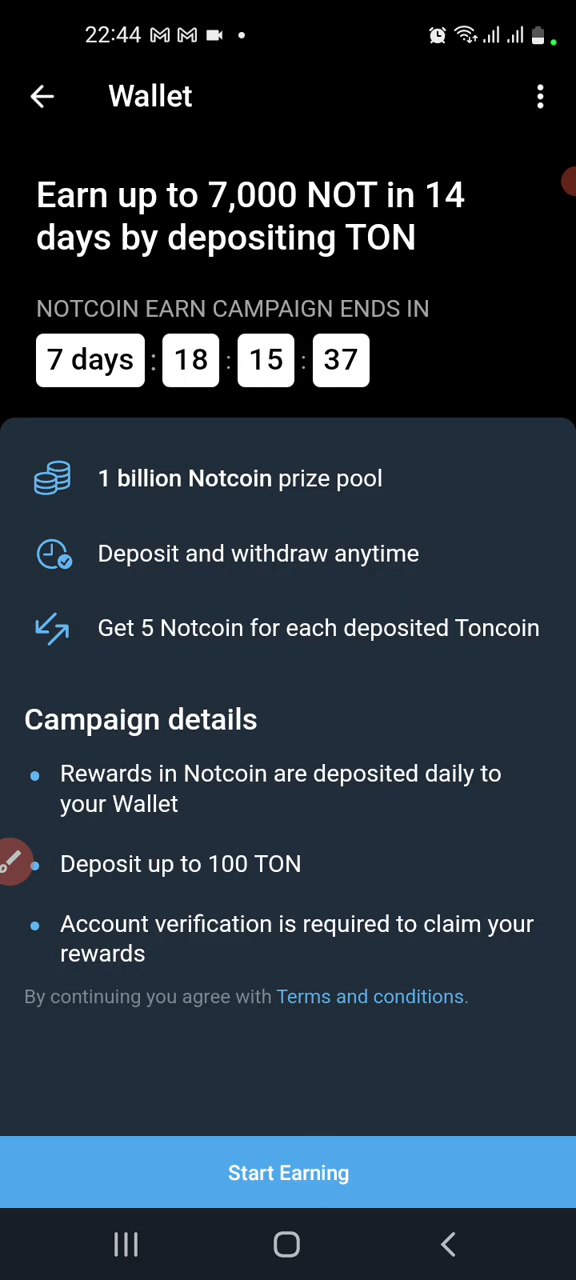 22:44
Wallet
Earn up to 7,000 NOT in 14
days by depositing TON
NOTCOIN EARN CAMPAIGN ENDS IN
7 days : 18 : 15 : 37
1 billion Notcoin prize pool
Deposit and withdraw anytime
Get 5 Notcoin for each deposited Toncoin
Campaign details
Rewards in Notcoin are deposited daily to
your Wallet
Deposit up to 100 TON
Account verification is required to claim your
rewards
By continuing you agree with Terms and conditions.
Start Earning